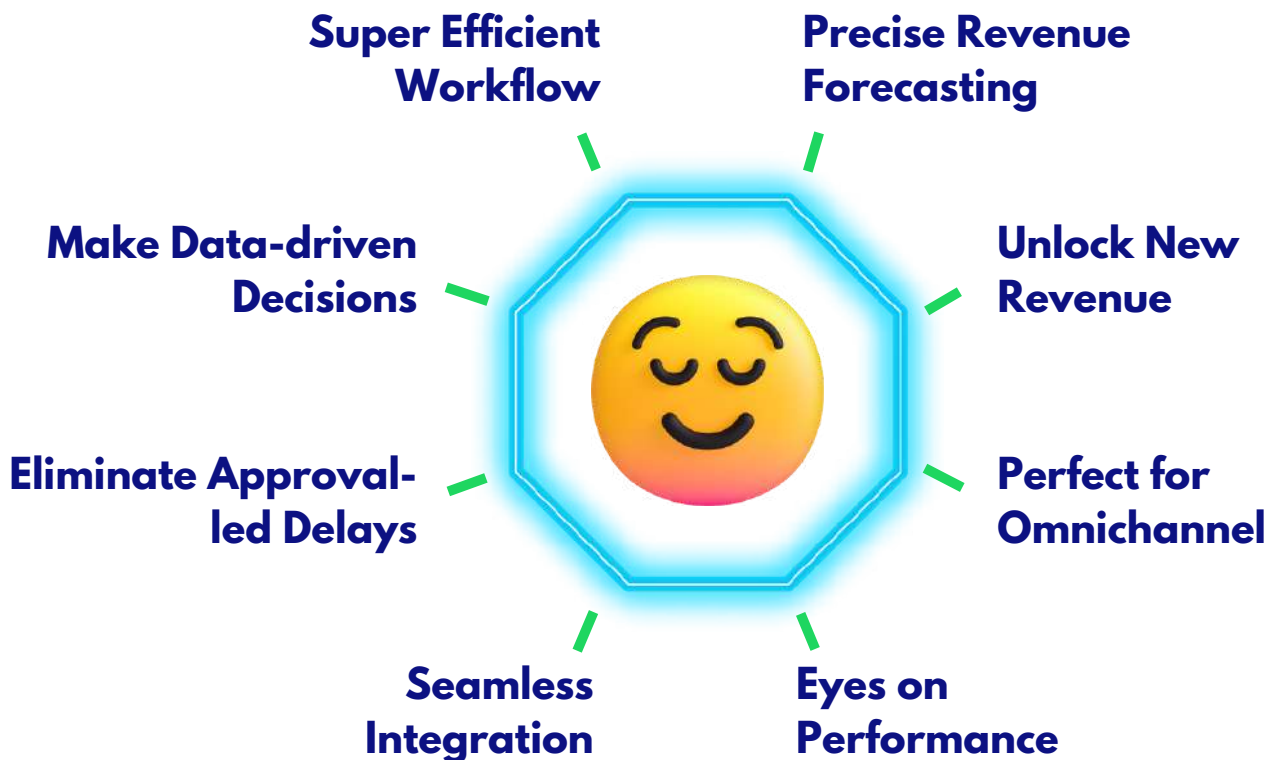 Super Efficient
Workflow
Precise Revenue
Forecasting
Make Data-driven
Decisions
Unlock New
Revenue
Eliminate Approval-
led Delays
Perfect for
Omnichannel
Seamless
Integration
Eyes on
Performance